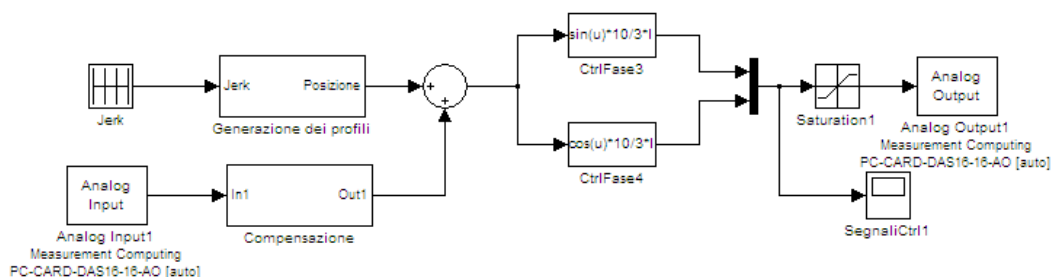 sin(u)*10/3*I
CtrlFase3
Jerk
Jerk
Posizione
Generazione dei profili
+
+
cos(u)*10/3*I
CtrlFase4
Saturation1
Analog
Output
Analog Output1
Measurement Computing
PC-CARD-DAS16-16-AO [auto]
Analog
Input
Analog Input1
Measurement Computing
PC-CARD-DAS16-16-AO [auto]
In1
Out1
Compensazione
SegnaliCtrl1